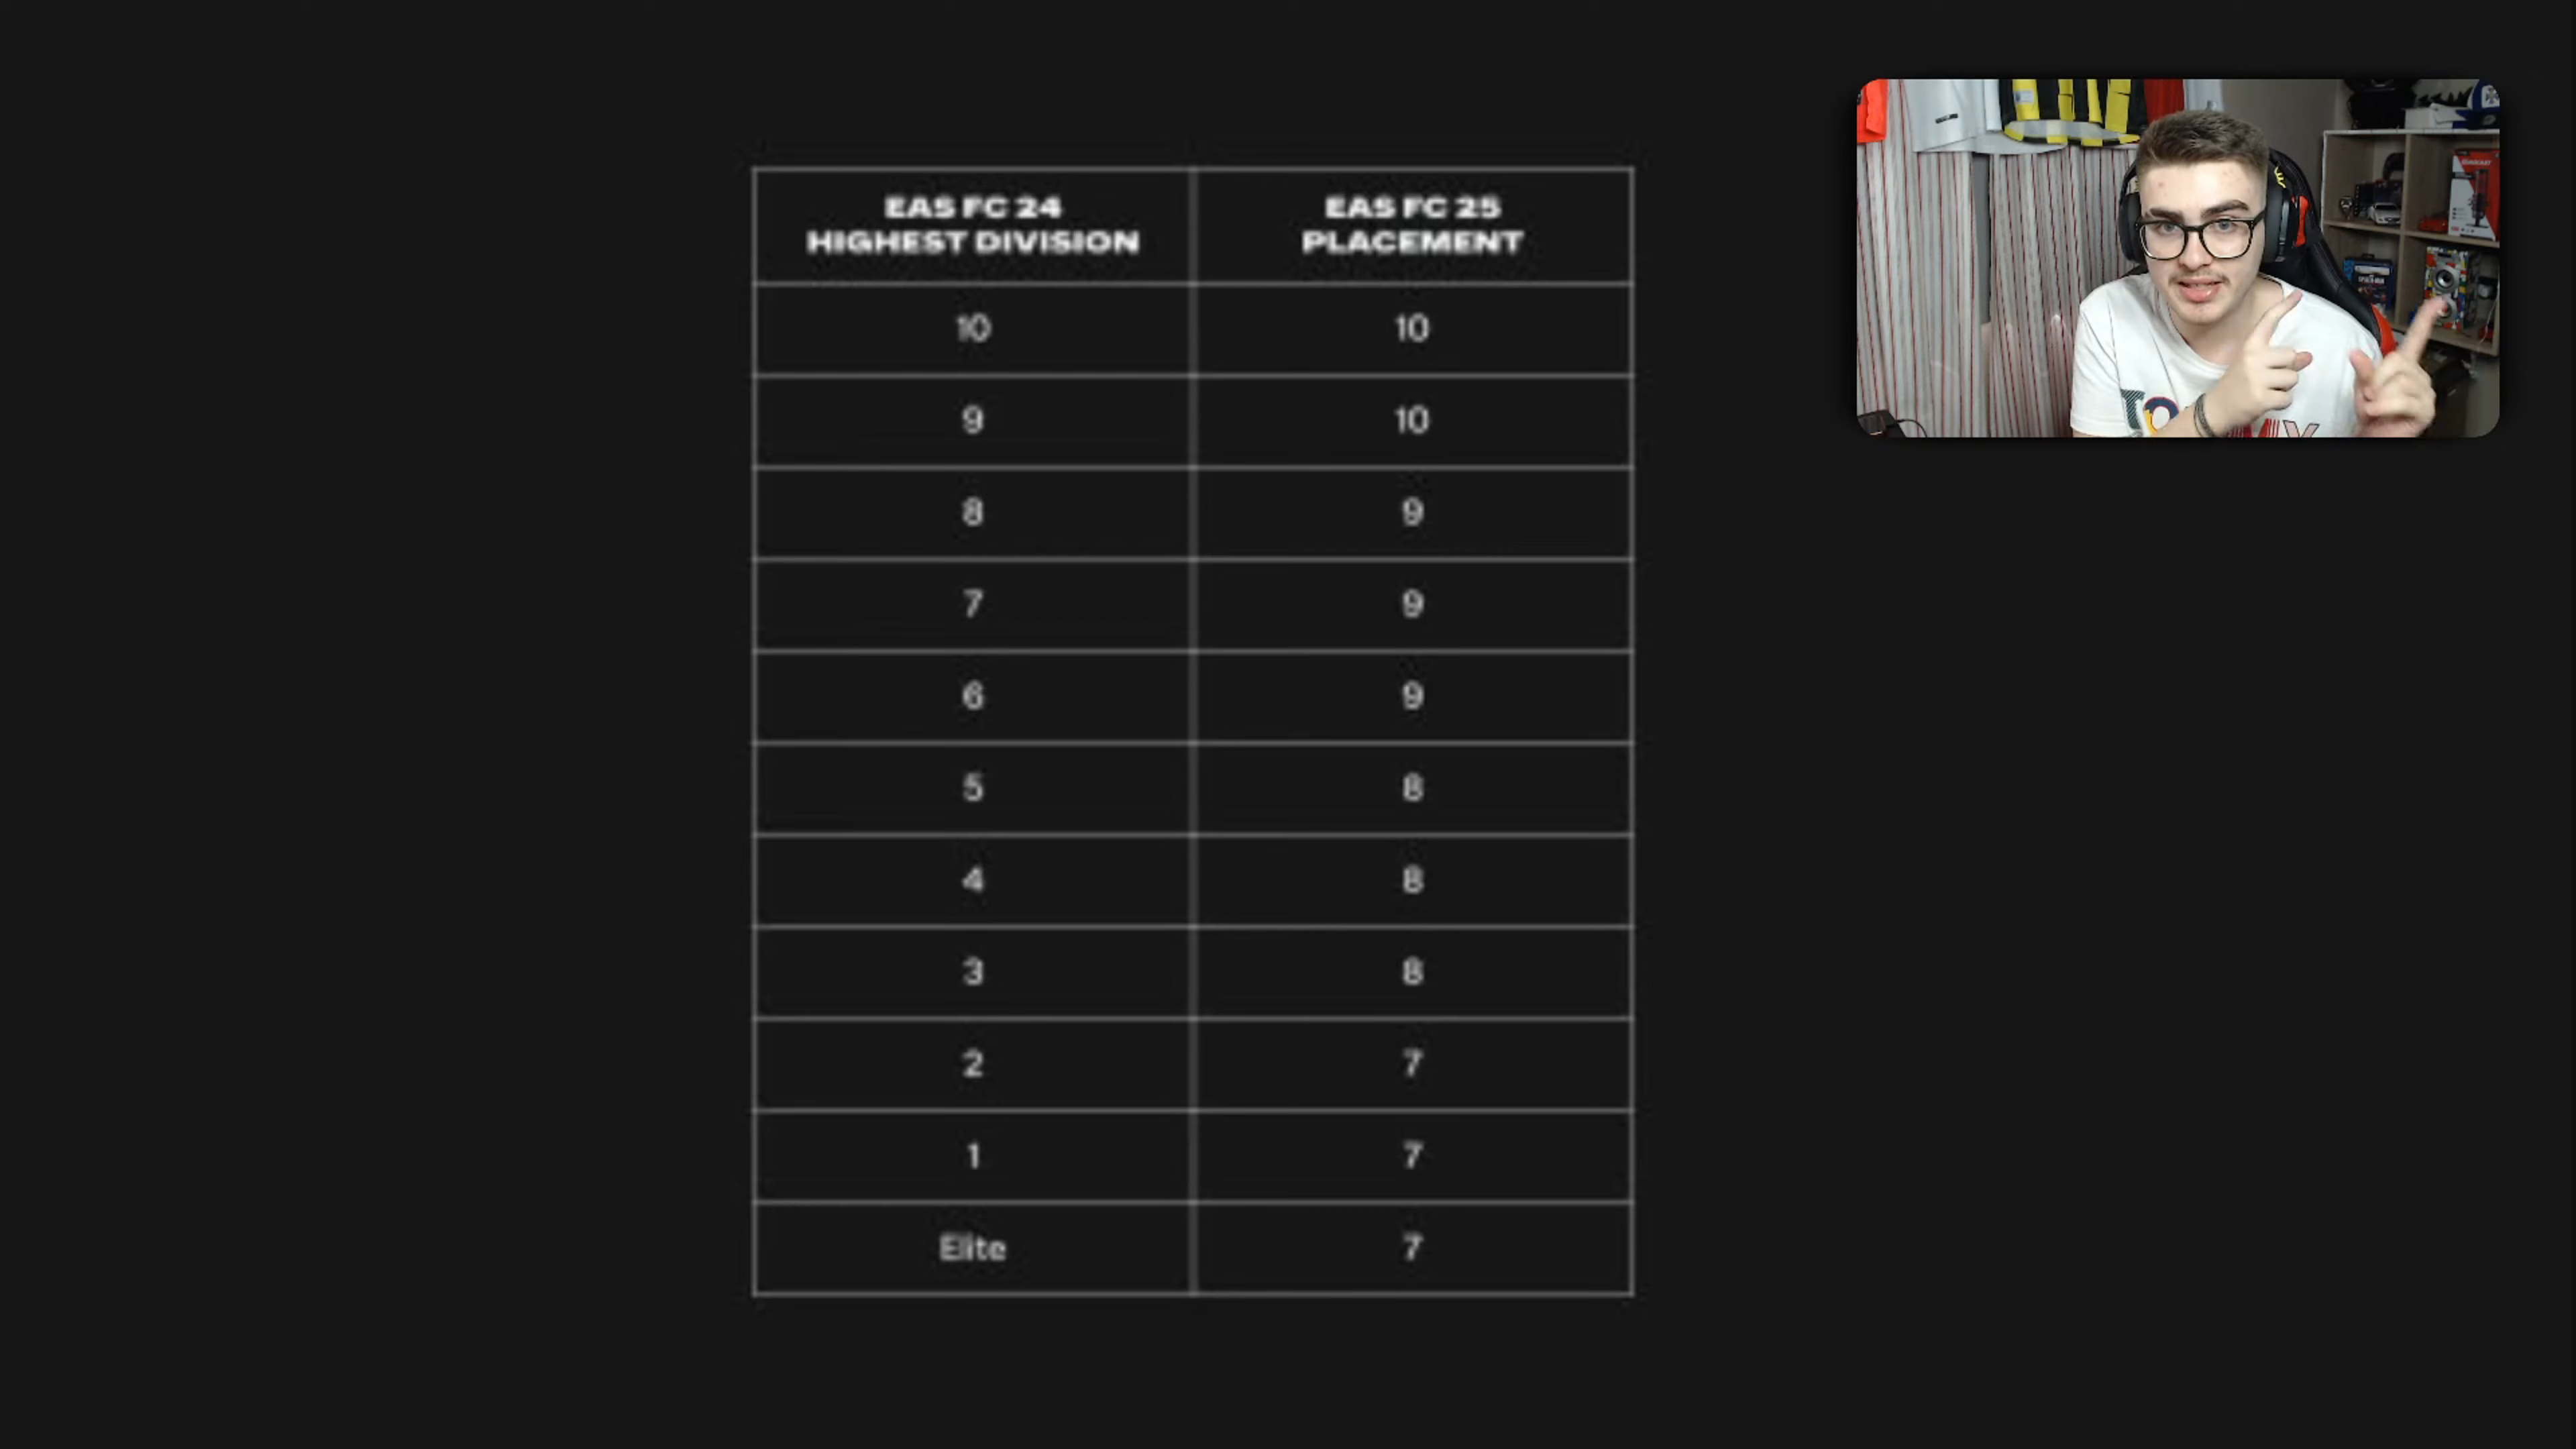 EAS FC 24
HIGHEST DIVISION
EAS FC 25
PLACEMENT
10 10
9 10
8 9
7 9
6 9
5 8
4 8
3 8
2 7
1 7
Elite 7